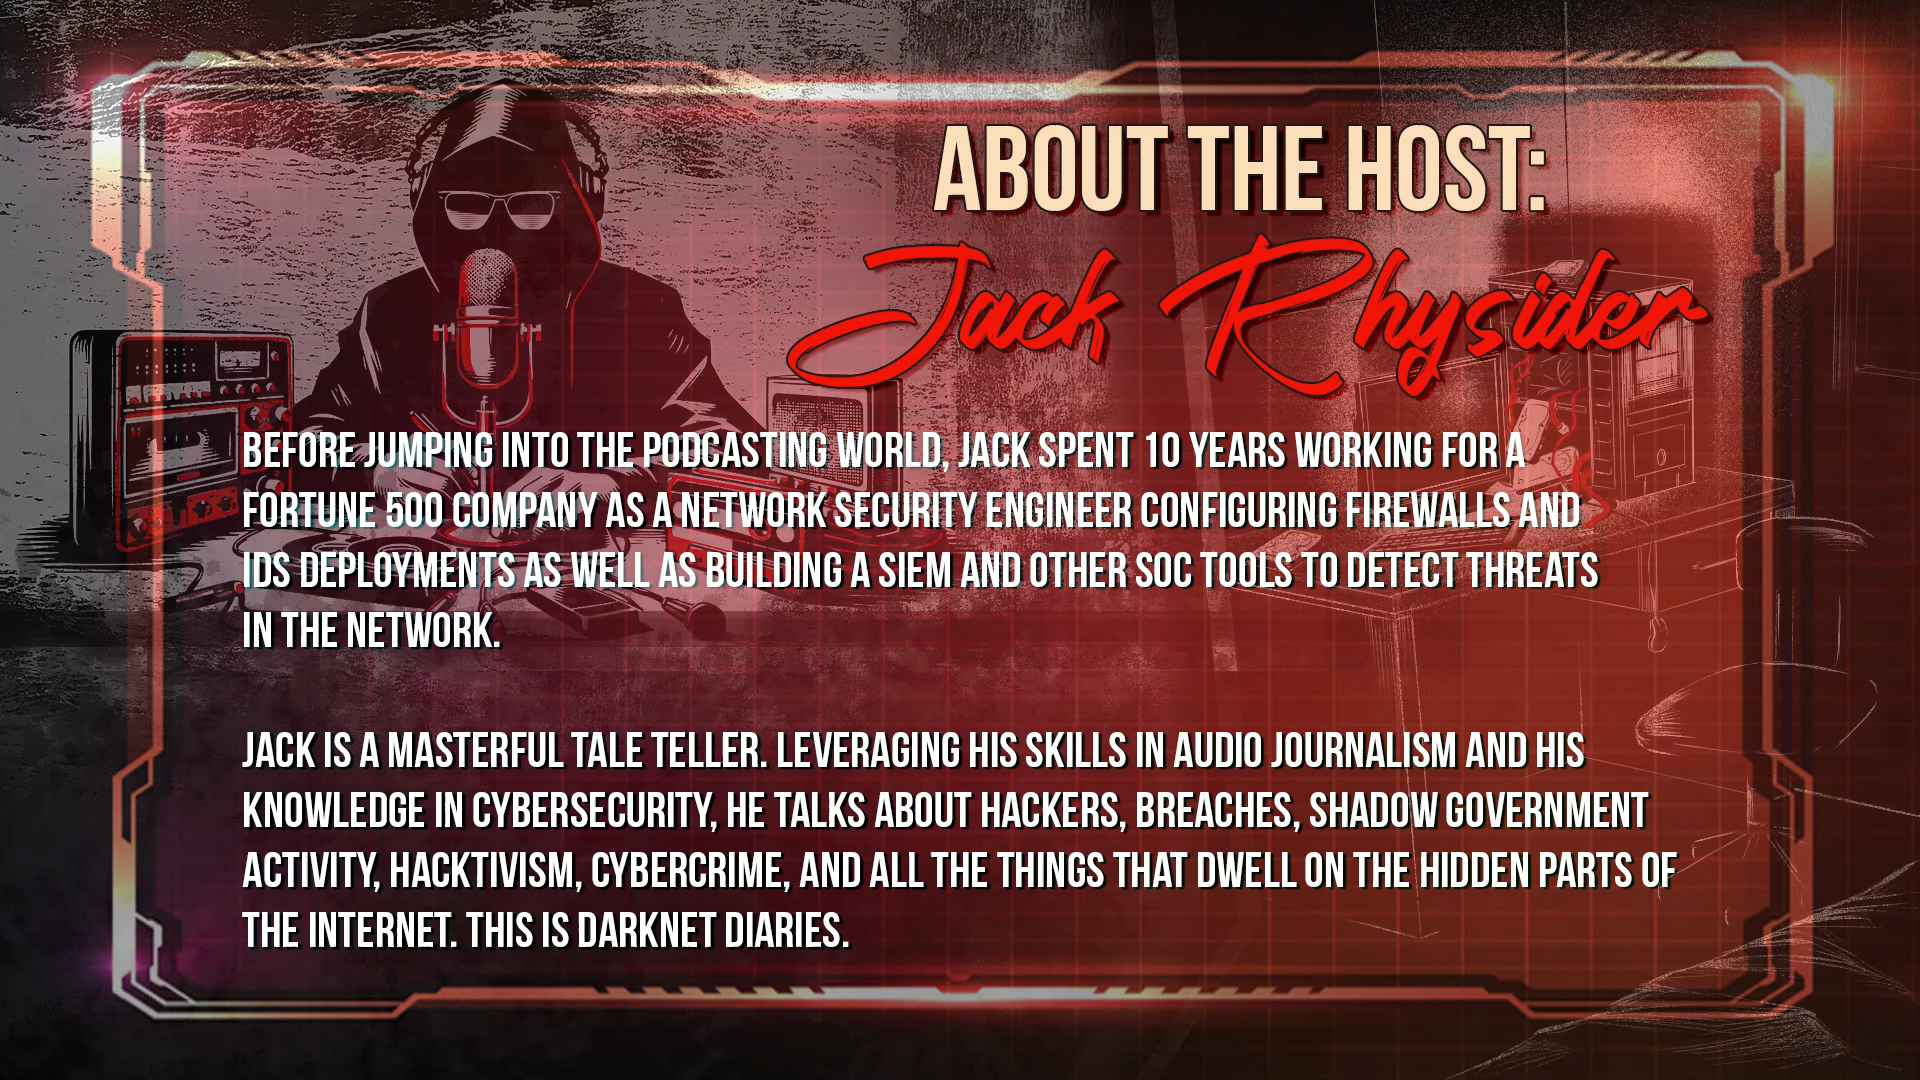 ABOUT THE HOST:
Jack Rhysider
BEFORE JUMPING INTO THE PODCASTING WORLD, JACK SPENT 10 YEARS WORKING FOR A
FORTUNE 500 COMPANY AS A NETWORK SECURITY ENGINEER CONFIGURING FIREWALLS AND
IDS DEPLOYMENTS AS WELL AS BUILDING A SIEM AND OTHER SOC TOOLS TO DETECT THREATS
IN THE NETWORK.
JACK IS A MASTERFUL TALE TELLER. LEVERAGING HIS SKILLS IN AUDIO JOURNALISM AND HIS
KNOWLEDGE IN CYBERSECURITY, HE TALKS ABOUT HACKERS, BREACHES, SHADOW GOVERNMENT
ACTIVITY, HACKTIVISM, CYBERCRIME, AND ALL THE THINGS THAT DWELL ON THE HIDDEN PARTS OF
THE INTERNET. THIS IS DARKNET DIARIES.